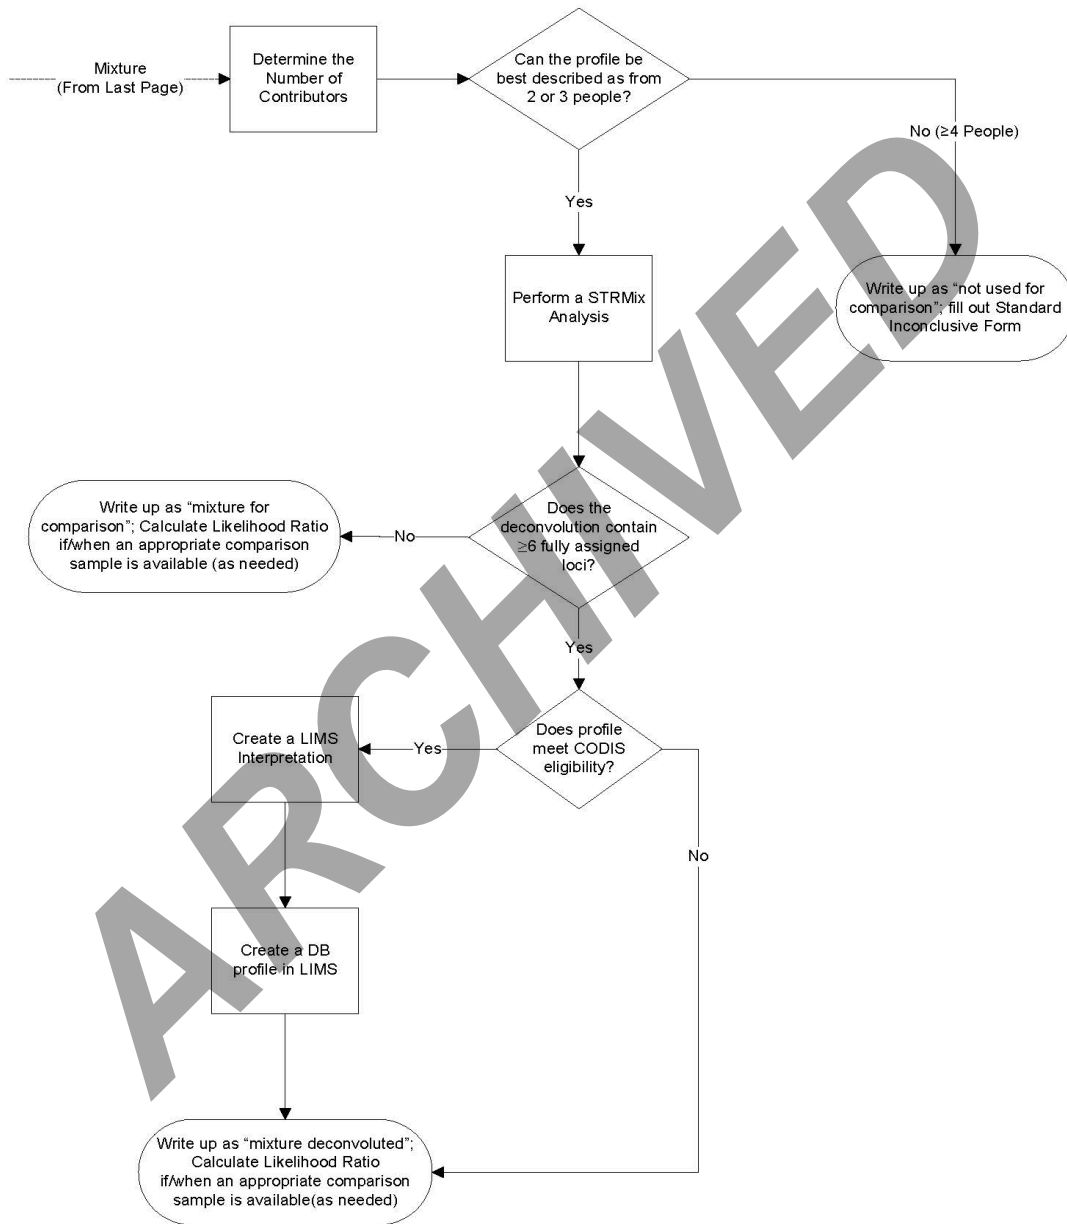 Mixture
(From Last Page)
Determine the
Number of
Contributors
Can the profile be
best described as from
2 or 3 people?
No (≥4 People)
Yes
Perform a STRMix
Analysis
Write up as “not used for
comparison”; fill out Standard
Inconclusive Form
Does the
deconvolution contain
≥6 fully assigned
loci?
No
Write up as “mixture for
comparison”; Calculate Likelihood Ratio
if/when an appropriate comparison
sample is available (as needed)
Yes
Does profile
meet CODIS
eligibility?
Yes
Create a LIMS
Interpretation
No
Create a DB
profile in LIMS
Write up as “mixture deconvoluted”;
Calculate Likelihood Ratio
if/when an appropriate comparison
sample is available(as needed)
ARCHIVED